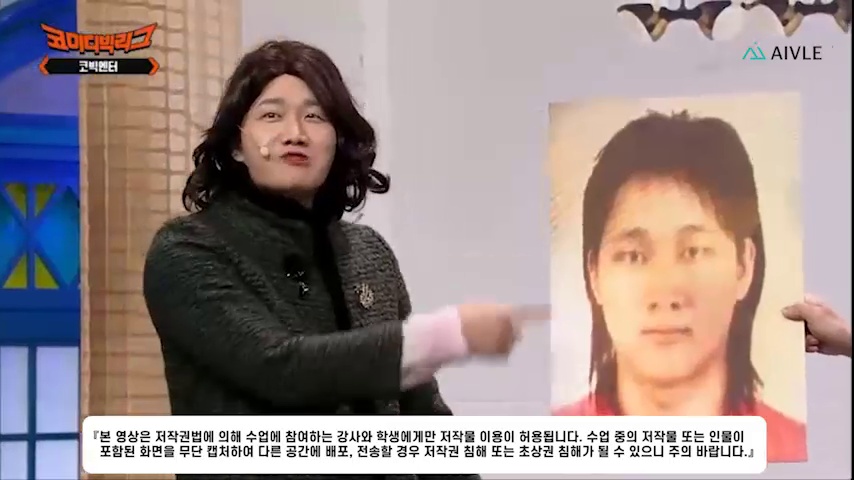 코미디빅리그
코빅엔터
AIVLE
『본 영상은 저작권법에 의해 수업에 참여하는 강사와 학생에게만 저작물 이용이 허용됩니다. 수업 중의 저작물 또는 인물이
포함된 화면을 무단 캡처하여 다른 공간에 배포, 전송할 경우 저작권 침해 또는 초상권 침해가 될 수 있으니 주의 바랍니다.』